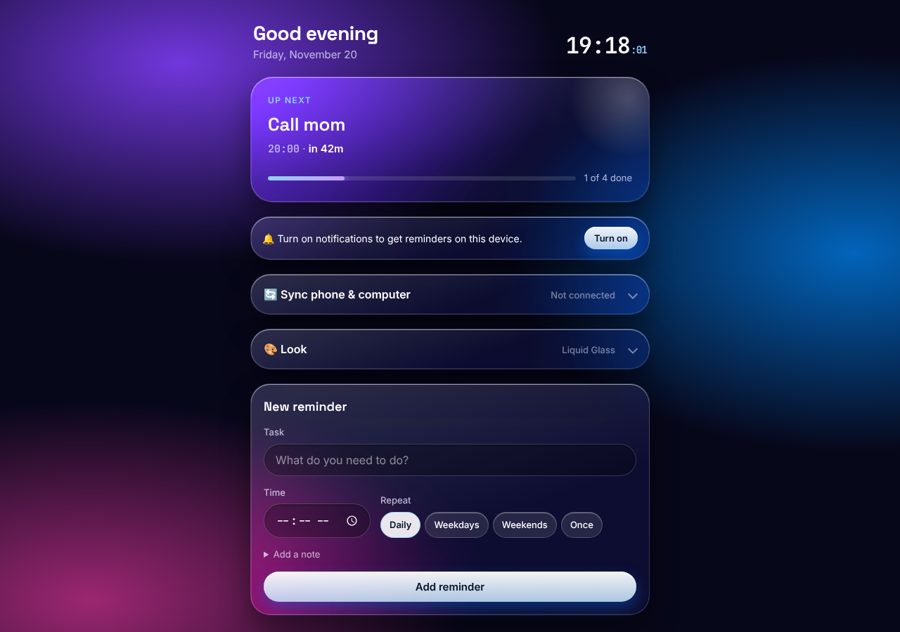 Good evening
Friday, November 20
19:18:01
UP NEXT
Call mom
20:00 · in 42m
1 of 4 done
🔔 Turn on notifications to get reminders on this device.
Turn on
🔄 Sync phone & computer
Not connected
🎨 Look
Liquid Glass
New reminder
Task
What do you need to do?
Time
Repeat
--:-- --
Daily
Weekdays
Weekends
Once
Add a note
Add reminder